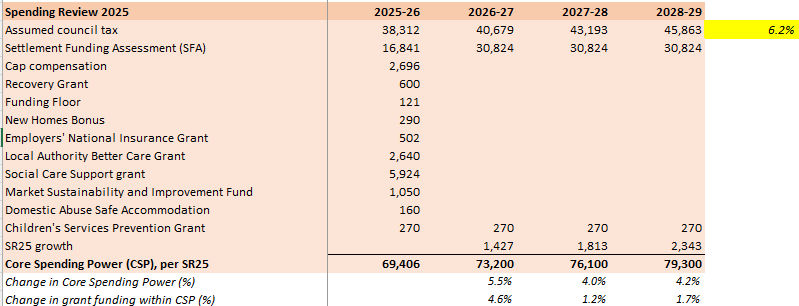 Spending Review 2025 2025-26 2026-27 2027-28 2028-29
Assumed council tax 38,312 40,679 43,193 45,863 6.2%
Settlement Funding Assessment (SFA) 16,841 30,824 30,824 30,824
Cap compensation 2,696
Recovery Grant 600
Funding Floor 121
New Homes Bonus 290
Employers' National Insurance Grant 502
Local Authority Better Care Grant 2,640
Social Care Support grant 5,924
Market Sustainability and Improvement Fund 1,050
Domestic Abuse Safe Accommodation 160
Children's Services Prevention Grant 270 270 270 270
SR25 growth 1,427 1,813 2,343
Core Spending Power (CSP), per SR25 69,406 73,200 76,100 79,300
Change in Core Spending Power (%) 5.5% 4.0% 4.2%
Change in grant funding within CSP (%) 4.6% 1.2% 1.7%